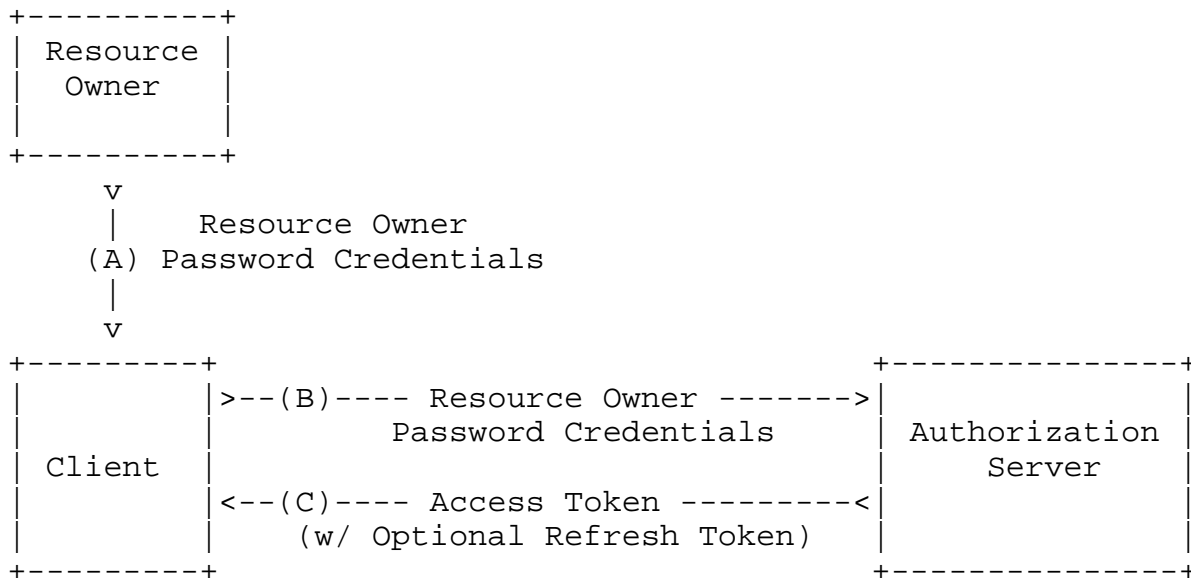 Resource
Owner
v
Resource Owner
(A) Password Credentials
v
>--(B)---- Resource Owner ------->
Password Credentials
Authorization
Client
Server
<--(C)---- Access Token ---------<
(w/ Optional Refresh Token)